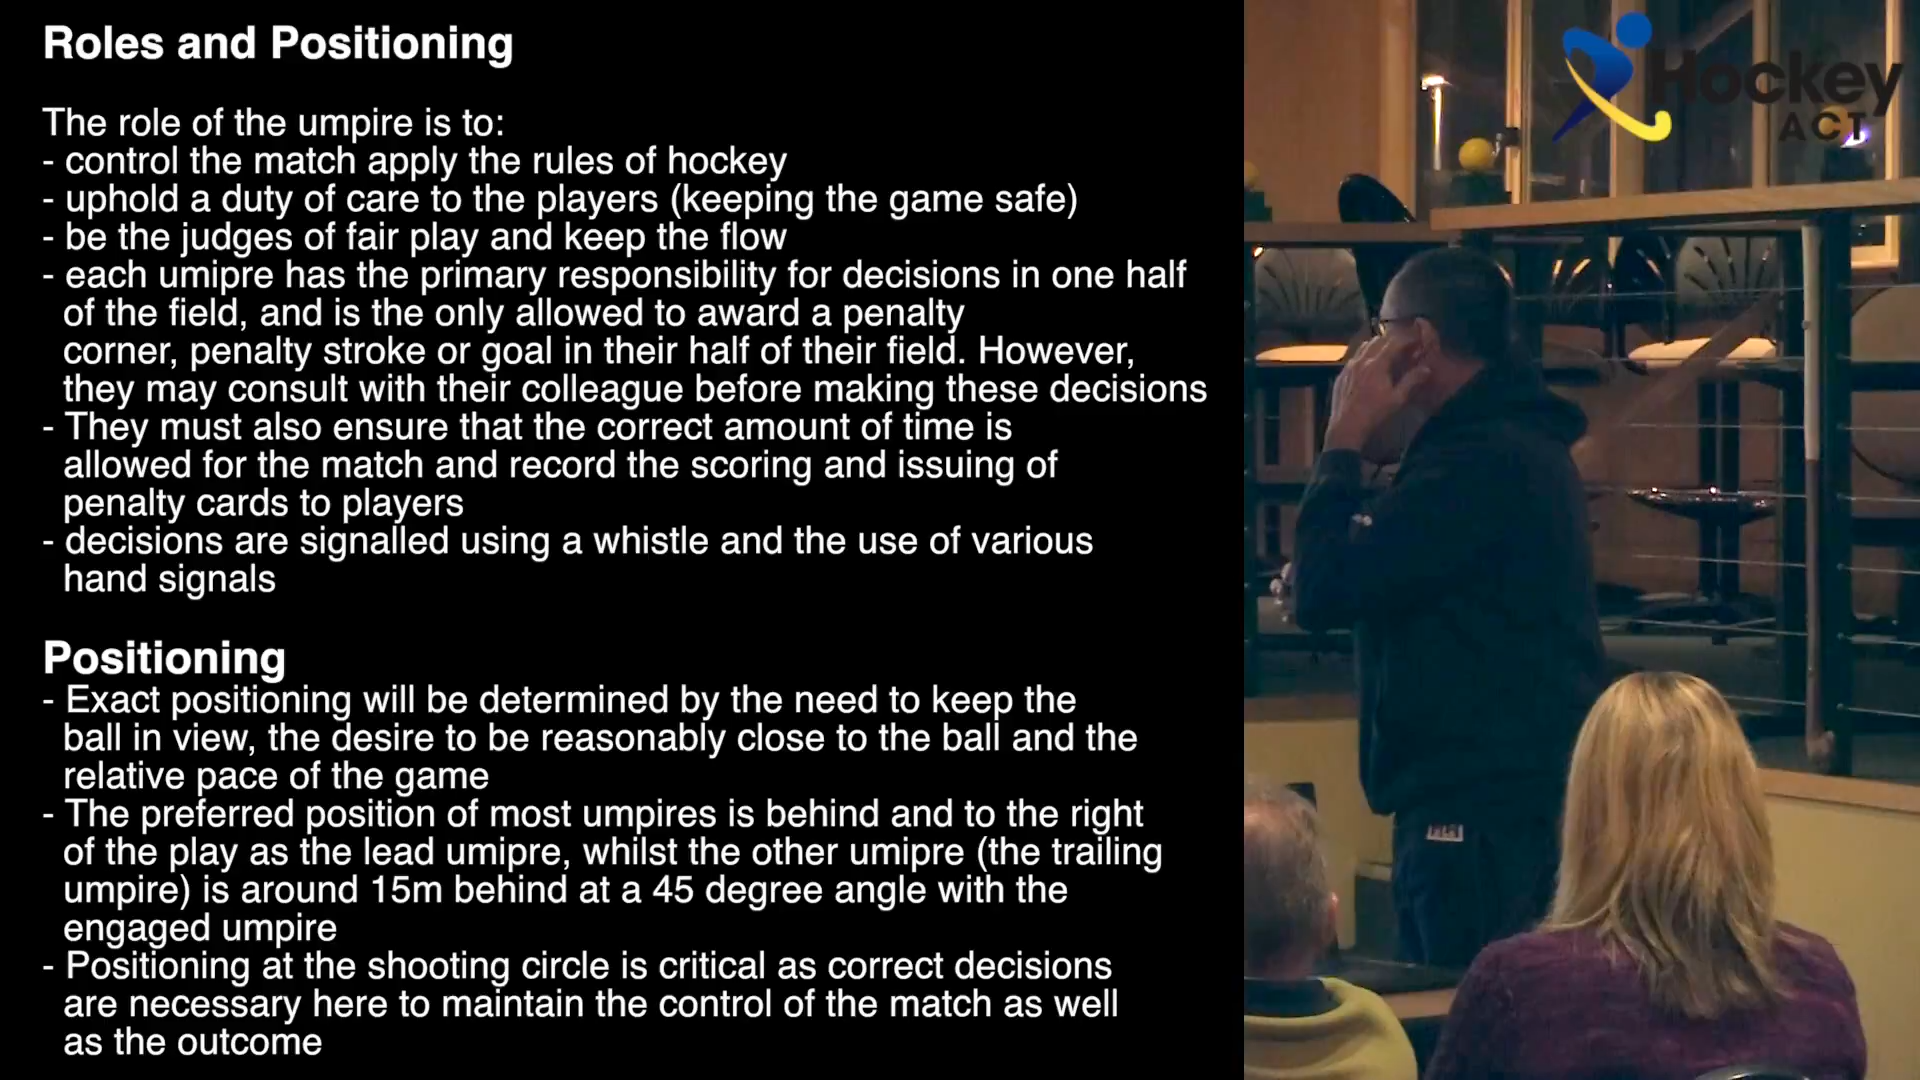 Roles and Positioning
The role of the umpire is to:
- control the match apply the rules of hockey
- uphold a duty of care to the players (keeping the game safe)
- be the judges of fair play and keep the flow
- each umipre has the primary responsibility for decisions in one half
of the field, and is the only allowed to award a penalty
corner, penalty stroke or goal in their half of their field. However,
they may consult with their colleague before making these decisions
- They must also ensure that the correct amount of time is
allowed for the match and record the scoring and issuing of
penalty cards to players
- decisions are signalled using a whistle and the use of various
hand signals
Positioning
- Exact positioning will be determined by the need to keep the
ball in view, the desire to be reasonably close to the ball and the
relative pace of the game
- The preferred position of most umpires is behind and to the right
of the play as the lead umipre, whilst the other umipre (the trailing
umpire) is around 15m behind at a 45 degree angle with the
engaged umpire
- Positioning at the shooting circle is critical as correct decisions
are necessary here to maintain the control of the match as well
as the outcome
Hockey
ACT